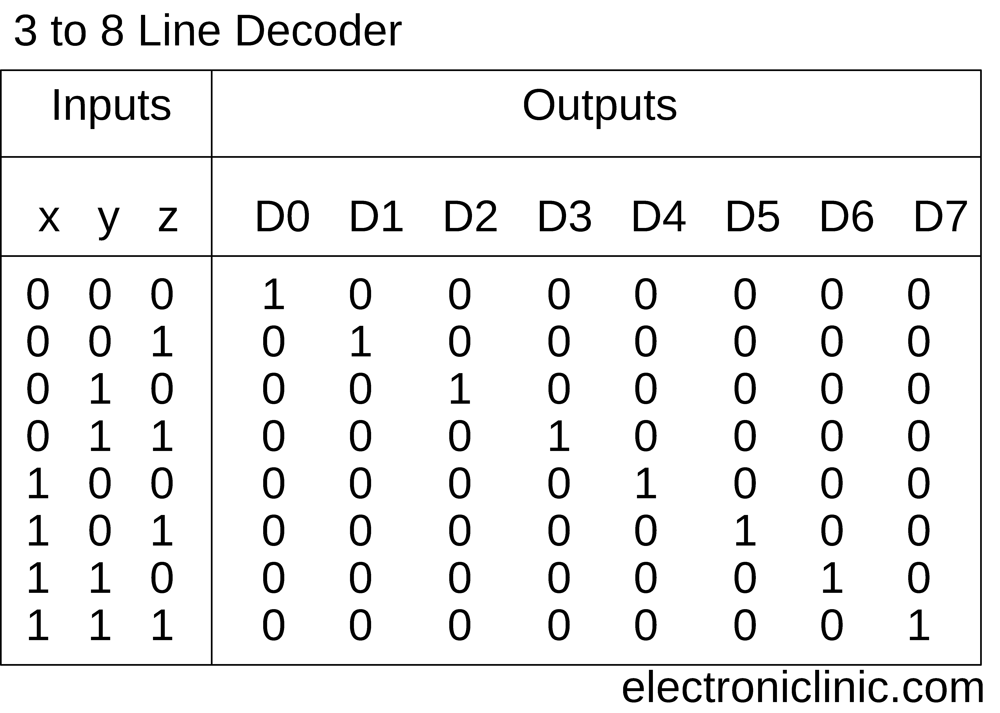 3 to 8 Line Decoder
Inputs Outputs
x y z D0 D1 D2 D3 D4 D5 D6 D7
0 0 0 1 0 0 0 0 0 0 0
0 0 1 0 1 0 0 0 0 0 0
0 1 0 0 0 1 0 0 0 0 0
0 1 1 0 0 0 1 0 0 0 0
1 0 0 0 0 0 0 1 0 0 0
1 0 1 0 0 0 0 0 1 0 0
1 1 0 0 0 0 0 0 0 1 0
1 1 1 0 0 0 0 0 0 0 1
electroniclinic.com